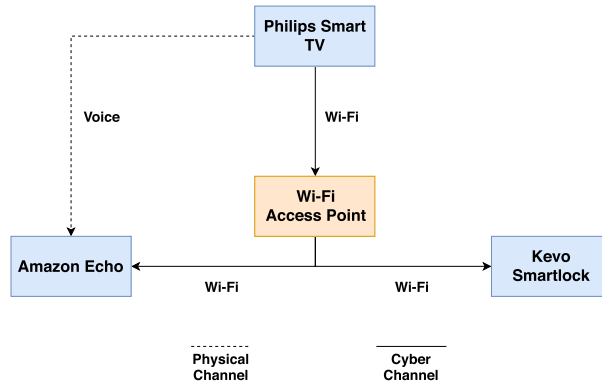 Philips Smart
TV
Voice
Wi-Fi
Wi-Fi
Access Point
Amazon Echo
Kevo
Smartlock
Wi-Fi
Wi-Fi
Physical
Channel
Cyber
Channel